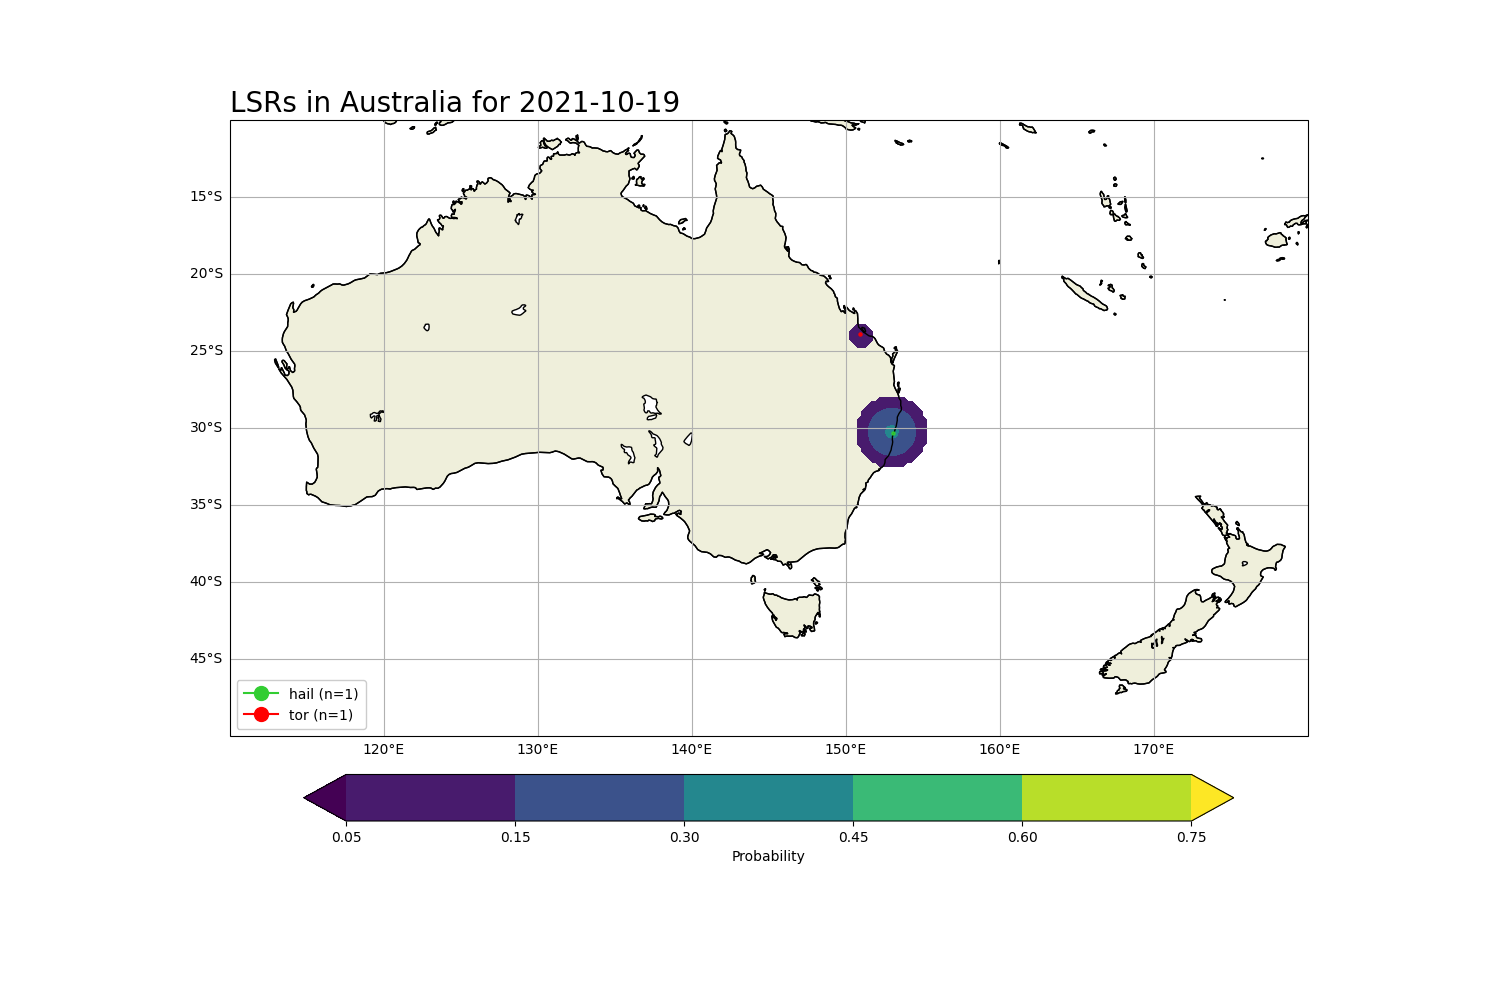 LSRs in Australia for 2021-10-19
15°S
20°S
25°S
30°S
35°S
40°S
45°S
hail (n=1)
tor (n=1)
120°E 130°E 140°E 150°E 160°E 170°E
0.05 0.15 0.30 0.45 0.60 0.75
Probability